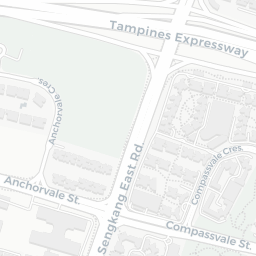 Tampines Expressway
Anchorvale Cres.
Sengkang East Rd
Compassvale Cres.
Anchorvale St.
Compassvale St.